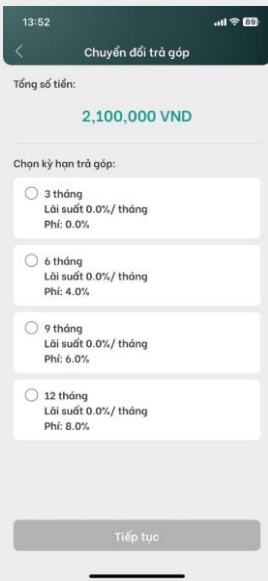 13:52
89
Chuyển đổi trả góp
Tổng số tiền:
2,100,000 VND
Chọn kỳ hạn trả góp:
3 tháng
Lãi suất 0.0%/ tháng
Phí: 0.0%
6 tháng
Lãi suất 0.0%/ tháng
Phí: 4.0%
9 tháng
Lãi suất 0.0%/ tháng
Phí: 6.0%
12 tháng
Lãi suất 0.0%/ tháng
Phí: 8.0%
Tiếp tục